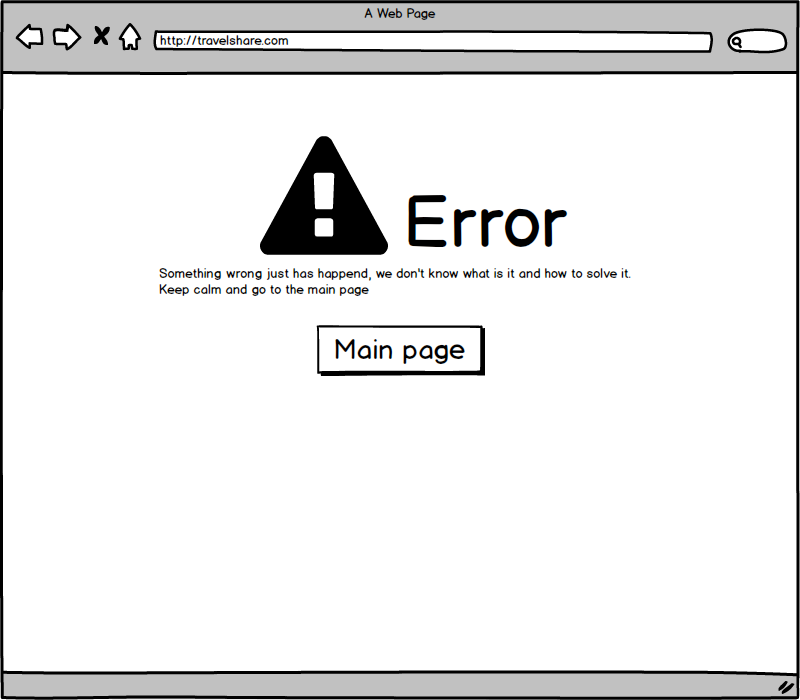 A Web Page
http://travelshare.com
Error
Something wrong just has happend, we don't know what is it and how to solve it.
Keep calm and go to the main page
Main page